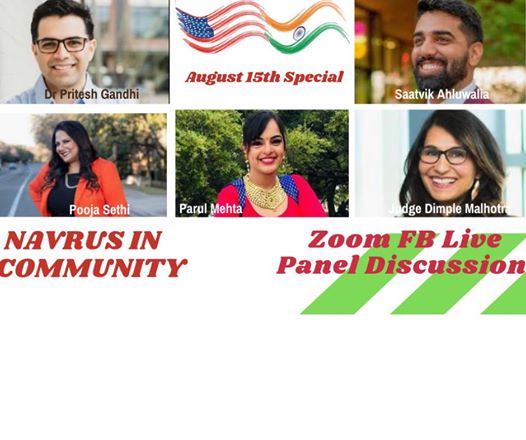 Dr Pritesh Gandhi
August 15th Special
Saatvik Ahluwalia
Pooja Sethi
Parul Mehta
Judge Dimple Malhotra
NAVRUS IN
COMMUNITY
Zoom FB Live
Panel Discussion